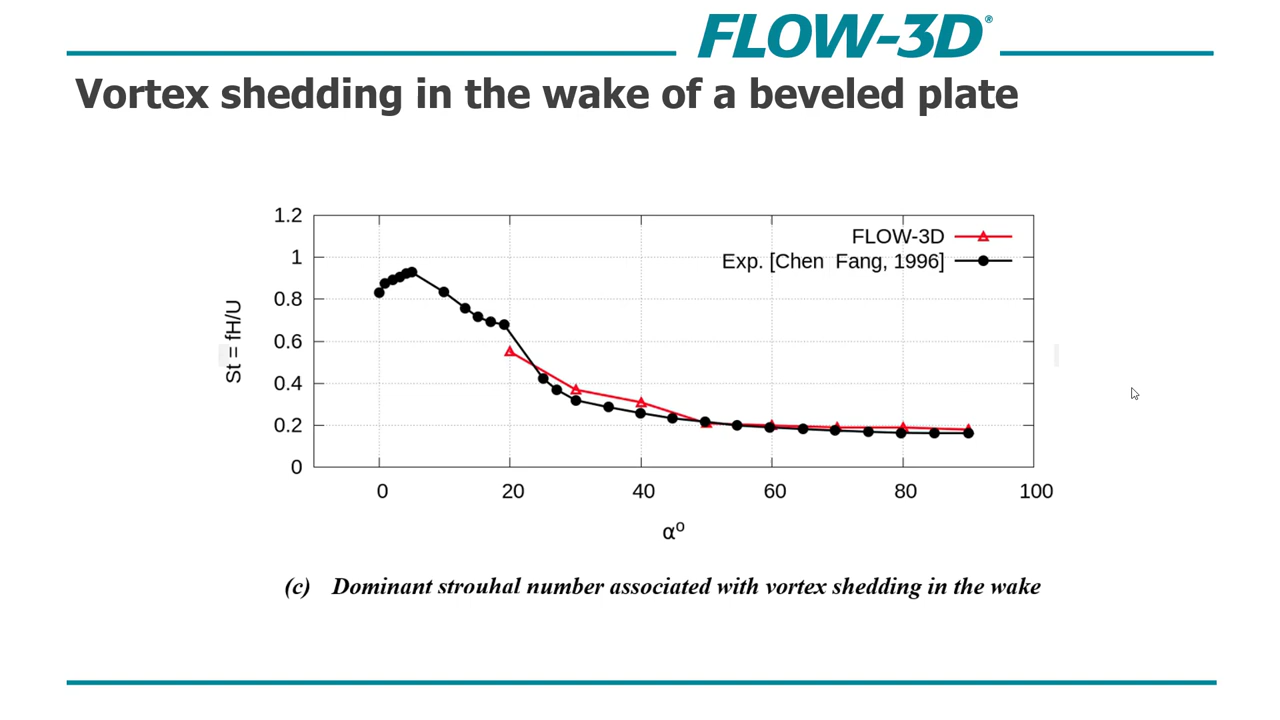 FLOW-3D®
Vortex shedding in the wake of a beveled plate
1.2
1
0.8
0.6
0.4
0.2
0
St = fH/U
FLOW-3D
Exp. [Chen Fang, 1996]
0 20 40 60 80 100
αº
(c) Dominant strouhal number associated with vortex shedding in the wake